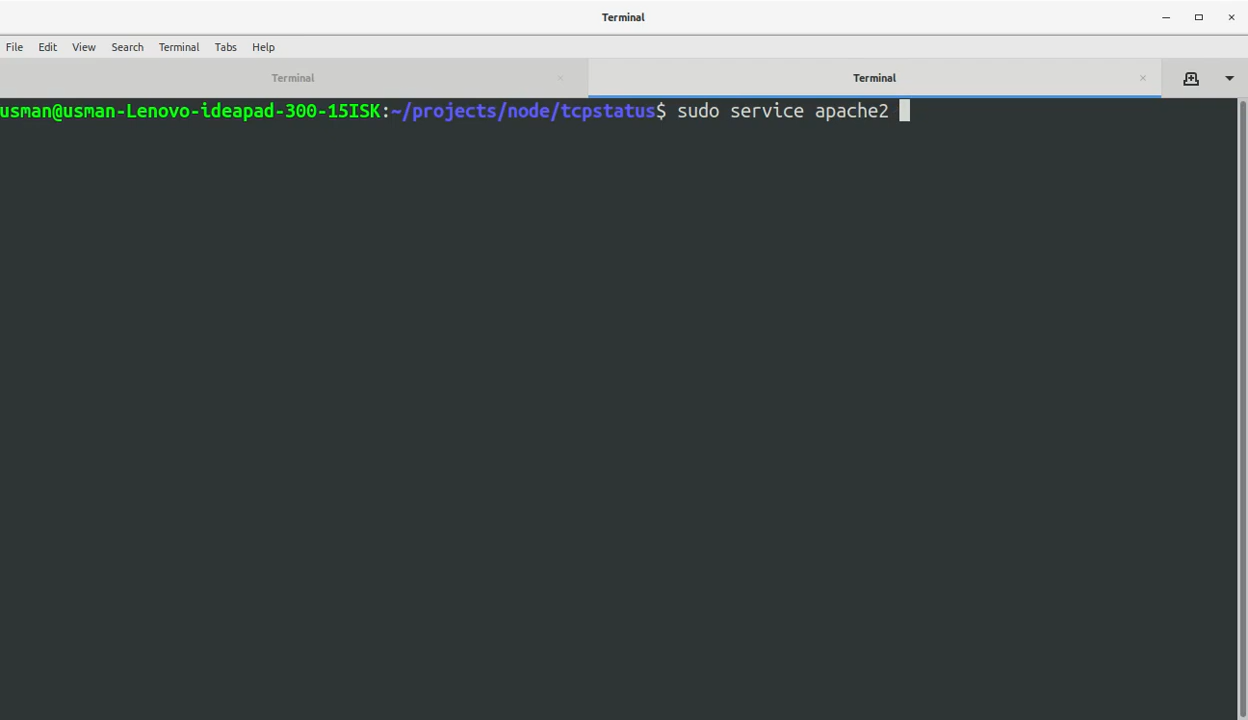 Terminal
File Edit View Search Terminal Tabs Help
Terminal Terminal
usman@usman-Lenovo-ideapad-300-15ISK:~/projects/node/tcpstatus$ sudo service apache2